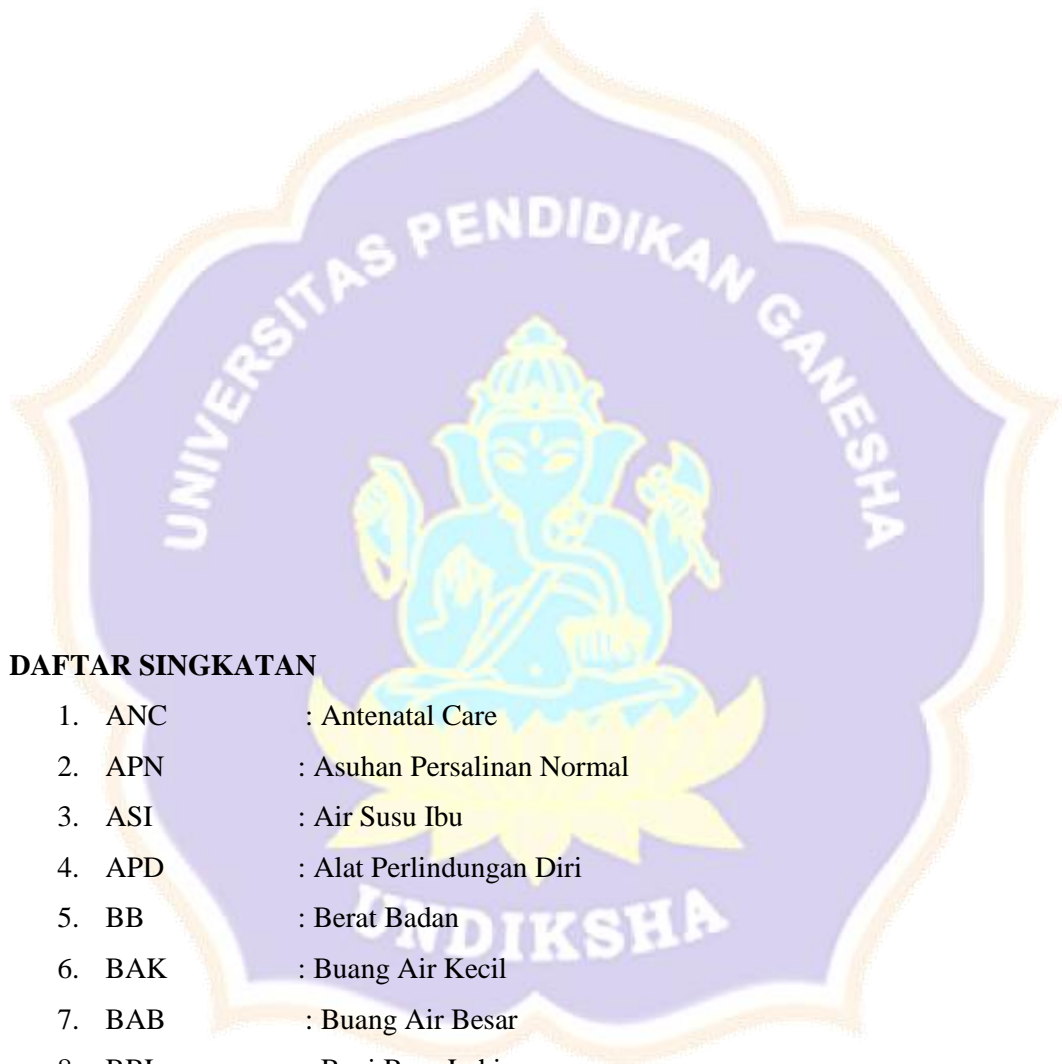 UNIVERSITAS PENDIDIKAN GANESHA
UNDIKSHA
DAFTAR SINGKATAN
1. ANC : Antenatal Care
2. APN : Asuhan Persalinan Normal
3. ASI : Air Susu Ibu
4. APD : Alat Perlindungan Diri
5. BB : Berat Badan
6. BAK : Buang Air Kecil
7. BAB : Buang Air Besar